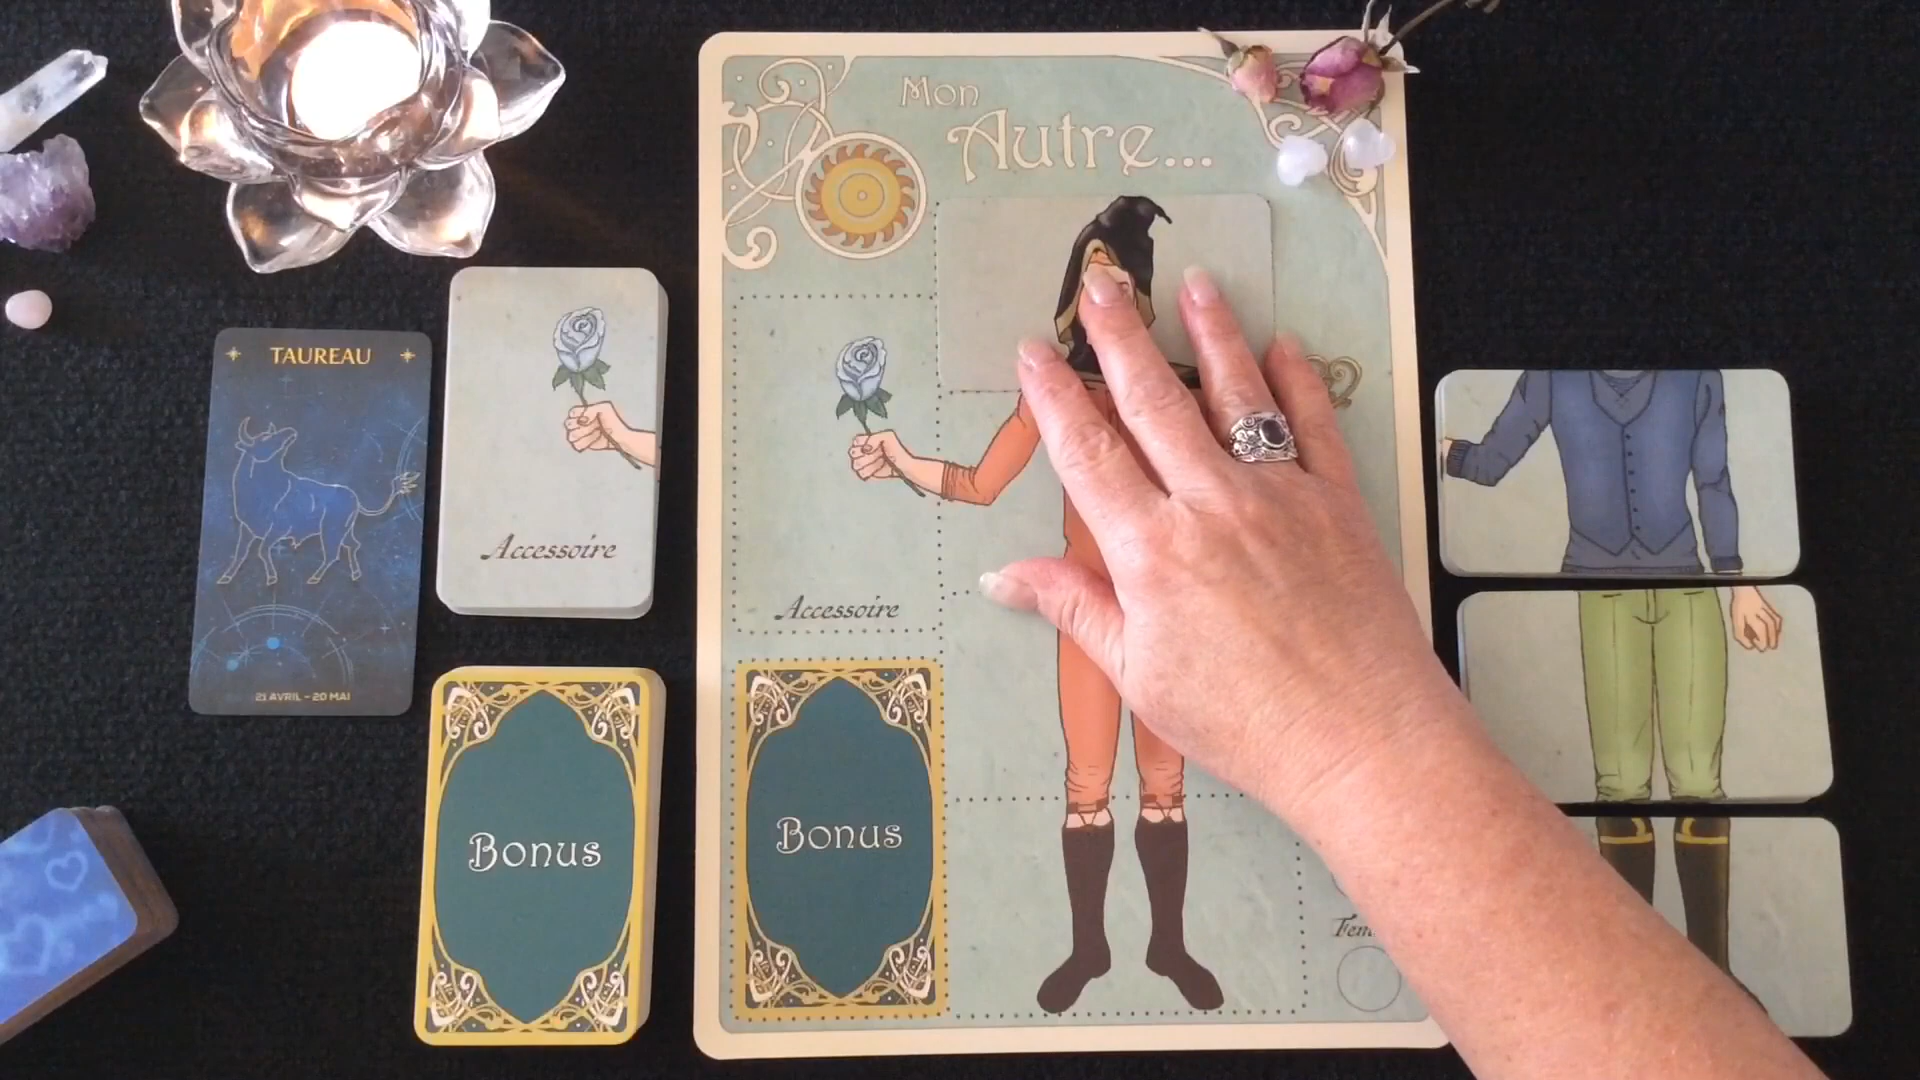 Mon
Autre...
TAUREAU
21 AVRIL - 20 MAI
Accessoire
Bonus
Accessoire
Bonus